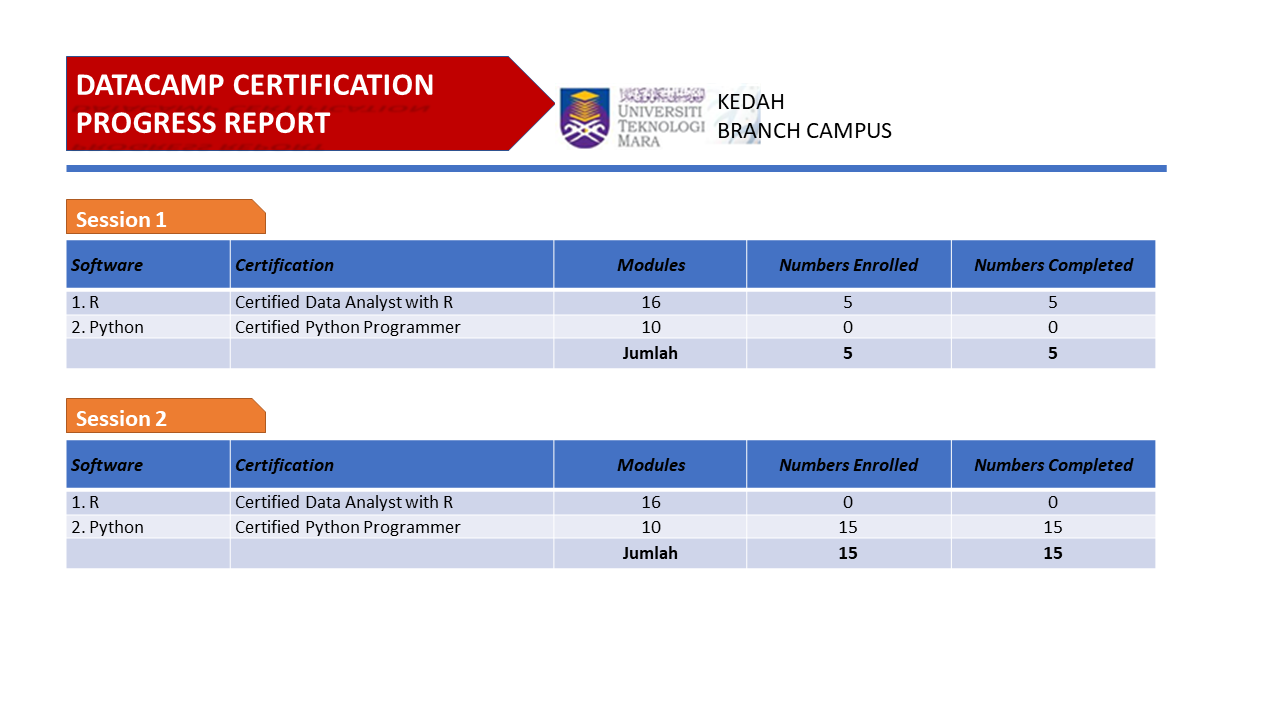 DATACAMP CERTIFICATION
PROGRESS REPORT
UNIVERSITI
TEKNOLOGI
MARA
KEDAH
BRANCH CAMPUS
Session 1
Software Certification Modules Numbers Enrolled Numbers Completed
1. R Certified Data Analyst with R 16 5 5
2. Python Certified Python Programmer 10 0 0
Jumlah 5 5
Session 2
Software Certification Modules Numbers Enrolled Numbers Completed
1. R Certified Data Analyst with R 16 0 0
2. Python Certified Python Programmer 10 15 15
Jumlah 15 15